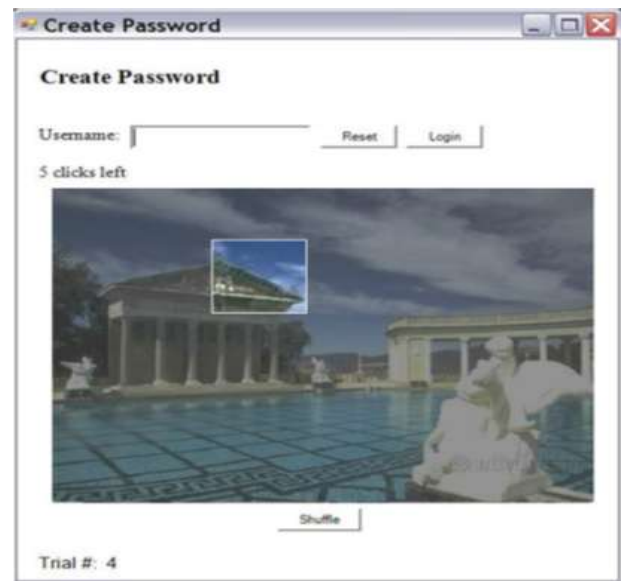 Create Password
Create Password
Username: Reset Login
5 clicks left
Shuffle
Trial #: 4